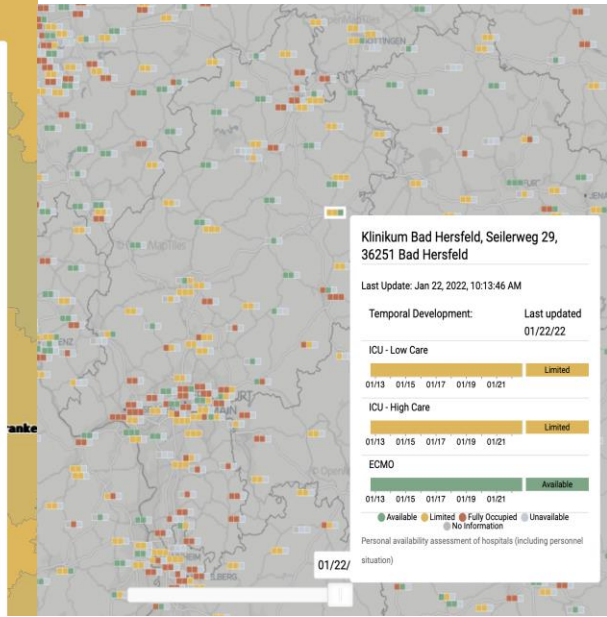 GÖTTINGEN
Klinikum Bad Hersfeld, Seilerweg 29,
36251 Bad Hersfeld
Last Update: Jan 22, 2022, 10:13:46 AM
Temporal Development: Last updated
01/22/22
ICU - Low Care
Limited
01/13 01/15 01/17 01/19 01/21
ICU - High Care
Limited
01/13 01/15 01/17 01/19 01/21
ECMO
Available
01/13 01/15 01/17 01/19 01/21
Available Limited Fully Occupied Unavailable
No Information
Personal availability assessment of hospitals (including personnel
situation)
ranke
MAIN
01/22/